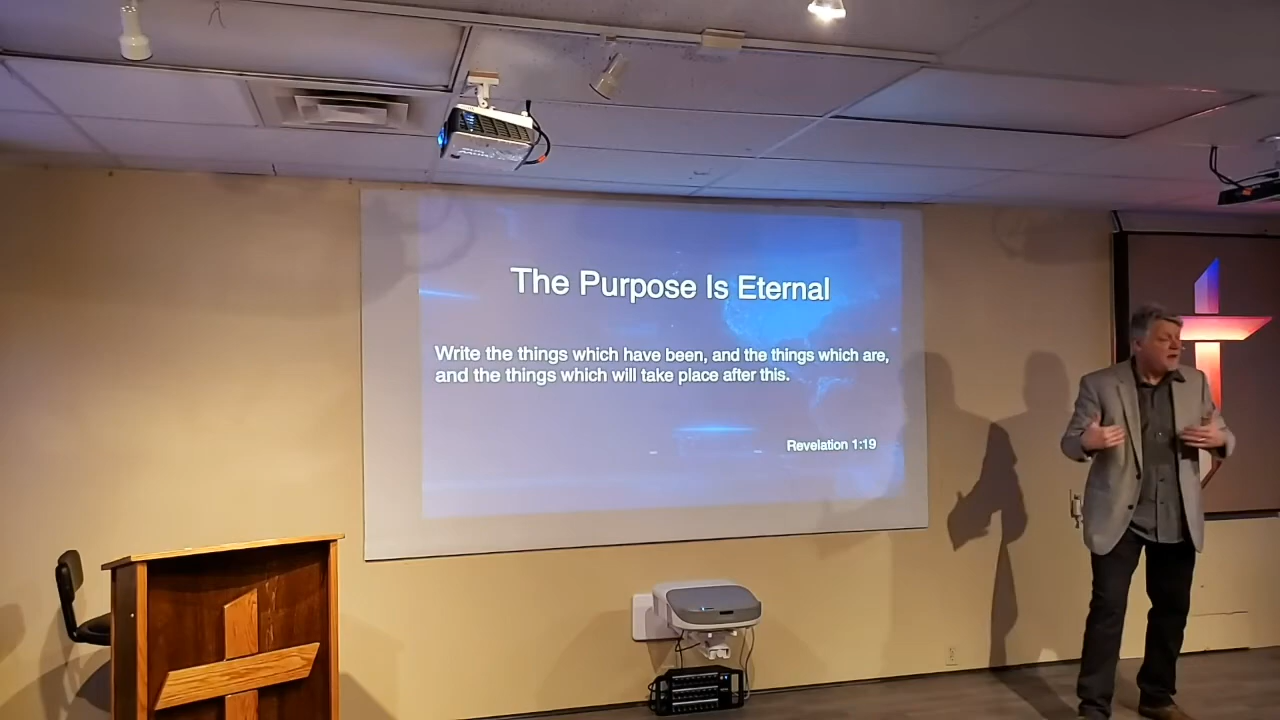 The Purpose Is Eternal
Write the things which have been, and the things which are,
and the things which will take place after this.
Revelation 1:19